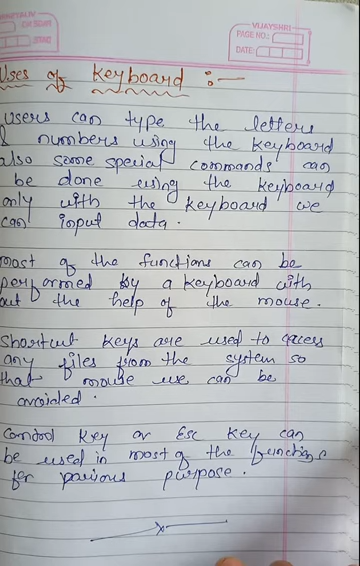 VIJAYSHRI
PAGE NO.:
DATE:
Uses of Keyboard :-
users can type the letters
& numbers using the keyboard
also some special commands can
be done using the keyboard
only with the keyboard we
can input data.
most of the functions can be
performed by a keyboard with
out the help of the mouse.
Shortcut keys are used to access
any files from the system so
that mouse use can be
avoided.
Control key or Esc key can
be used in most of the functions
for various purpose.